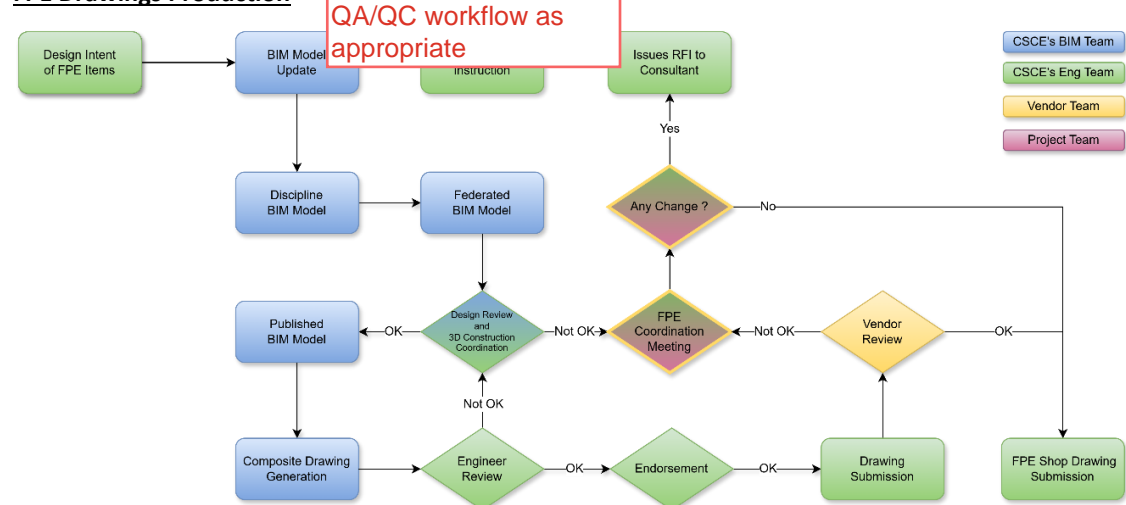 QA/QC workflow as
appropriate
Design Intent
of FPE Items
BIM Model
Update
Instruction
Issues RFI to
Consultant
CSCE's BIM Team
CSCE's Eng Team
Vendor Team
Project Team
Yes
Discipline
BIM Model
Federated
BIM Model
Any Change ?
No
Published
BIM Model
OK
Design Review
and
3D Construction
Coordination
Not OK
FPE
Coordination
Meeting
Not OK
Vendor
Review
OK
Not OK
Composite Drawing
Generation
Engineer
Review
OK
Endorsement
OK
Drawing
Submission
FPE Shop Drawing
Submission